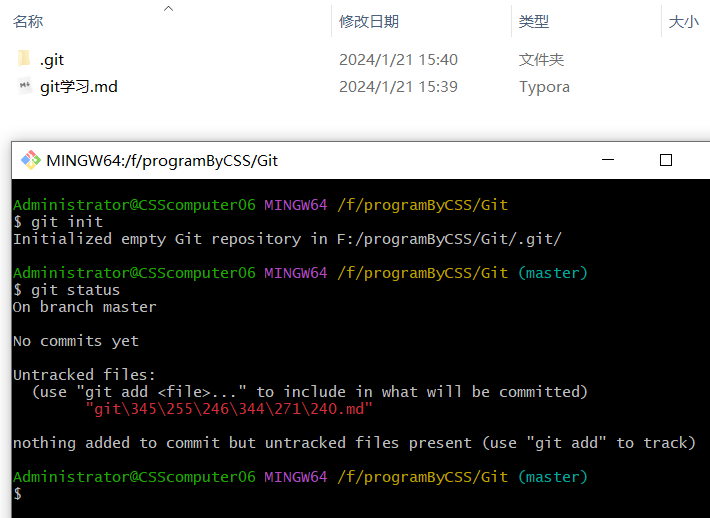 名称 修改日期 类型 大小
.git 2024/1/21 15:40 文件夹
git学习.md 2024/1/21 15:39 Typora
MINGW64:/f/programByCSS/Git
Administrator@CSScomputer06 MINGW64 /f/programByCSS/Git
$ git init
Initialized empty Git repository in F:/programByCSS/Git/.git/
Administrator@CSScomputer06 MINGW64 /f/programByCSS/Git (master)
$ git status
On branch master
No commits yet
Untracked files:
(use "git add <file>..." to include in what will be committed)
"git\345\255\246\344\271\240.md"
nothing added to commit but untracked files present (use "git add" to track)
Administrator@CSScomputer06 MINGW64 /f/programByCSS/Git (master)
$